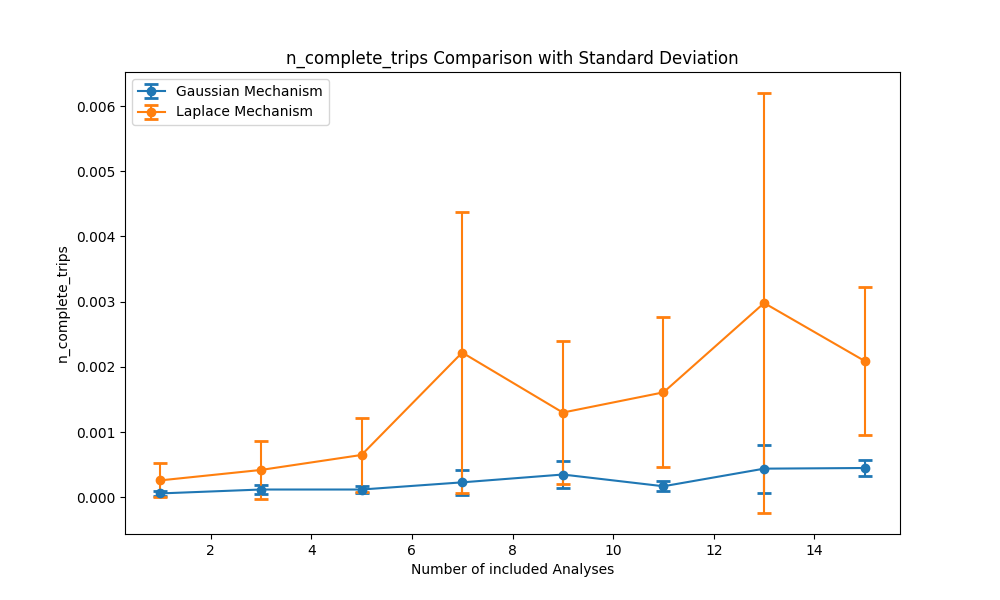 n_complete_trips Comparison with Standard Deviation
Gaussian Mechanism
Laplace Mechanism
0.006
0.005
0.004
0.003
0.002
0.001
0.000
n_complete_trips
2 4 6 8 10 12 14
Number of included Analyses